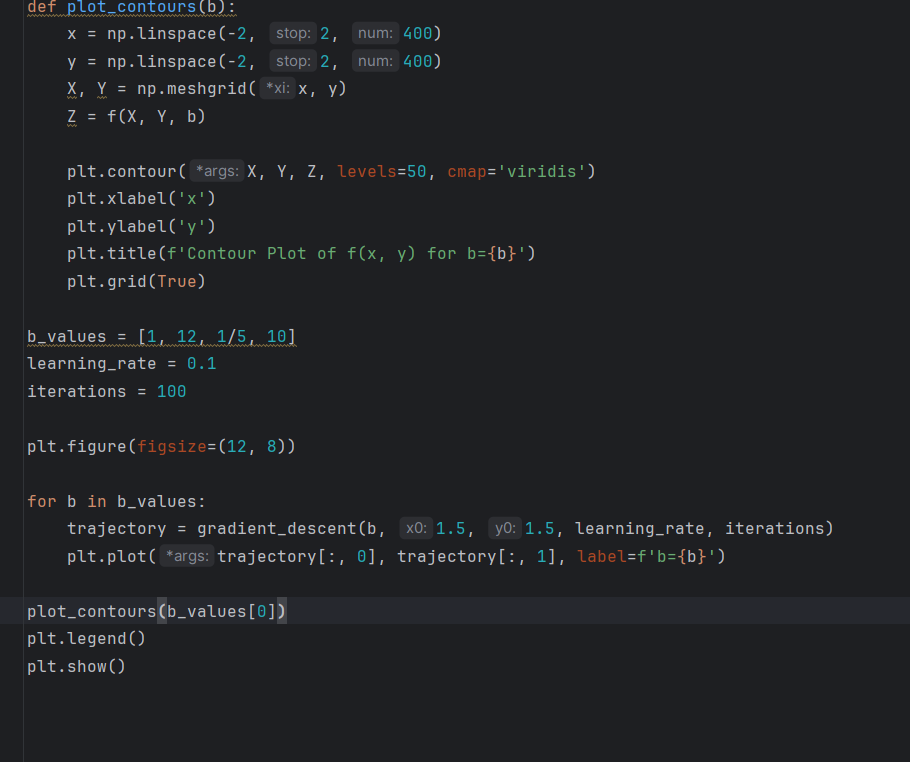 def plot_contours(b):
    x = np.linspace(-2, stop: 2, num: 400)
    y = np.linspace(-2, stop: 2, num: 400)
    X, Y = np.meshgrid( *xi: x, y)
    Z = f(X, Y, b)
    plt.contour( *args: X, Y, Z, levels=50, cmap='viridis')
    plt.xlabel('x')
    plt.ylabel('y')
    plt.title(f'Contour Plot of f(x, y) for b={b}')
    plt.grid(True)
b_values = [1, 12, 1/5, 10]
learning_rate = 0.1
iterations = 100
plt.figure(figsize=(12, 8))
for b in b_values:
    trajectory = gradient_descent(b, x0: 1.5, y0: 1.5, learning_rate, iterations)
    plt.plot( *args: trajectory[:, 0], trajectory[:, 1], label=f'b={b}')
plot_contours(b_values[0])
plt.legend()
plt.show()